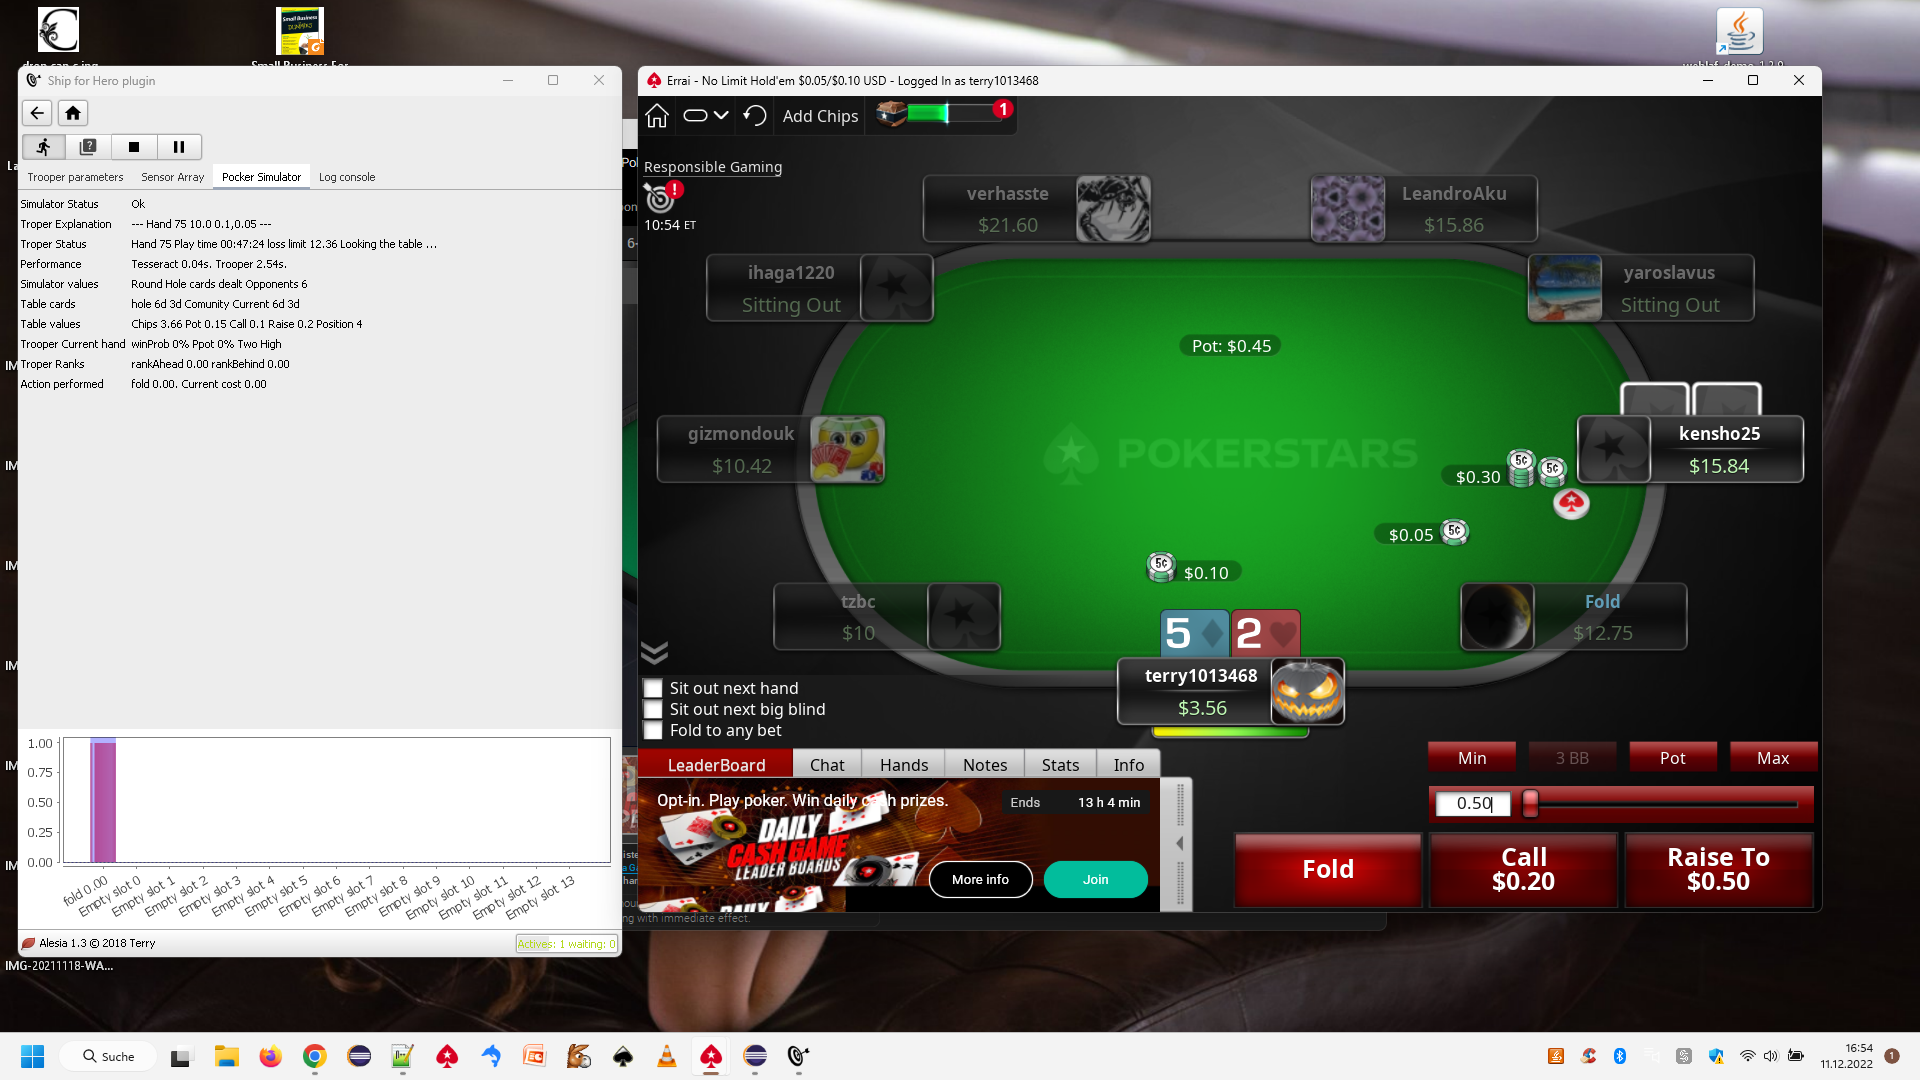 Ship for Hero plugin
Trooper parameters
Sensor Array
Pocker Simulator
Log console
Simulator Status Ok
Troper Explanation --- Hand 75 10.0 0.1,0.05 ---
Troper Status Hand 75 Play time 00:47:24 loss limit 12.36 Looking the table ...
Performance Tesseract 0.04s. Trooper 2.54s.
Simulator values Round Hole cards dealt Opponents 6
Table cards hole 6d 3d Comunity Current 6d 3d
Table values Chips 3.66 Pot 0.15 Call 0.1 Raise 0.2 Position 4
Trooper Current hand winProb 0% Ppot 0% Two High
Troper Ranks rankAhead 0.00 rankBehind 0.00
Action performed fold 0.00. Current cost 0.00
1.00
0.75
0.50
0.25
0.00
fold 0.00
Empty slot 0
Empty slot 1
Empty slot 2
Empty slot 3
Empty slot 4
Empty slot 5
Empty slot 6
Empty slot 7
Empty slot 8
Empty slot 9
Empty slot 10
Empty slot 11
Empty slot 12
Empty slot 13
Alesia 1.3 © 2018 Terry
Actives: 1 waiting: 0
IMG-20211118-WA...
Errai - No Limit Hold'em $0.05/$0.10 USD - Logged In as terry1013468
Add Chips
1
Responsible Gaming
!
10:54 ET
verhasste
$21.60
LeandroAku
$15.86
ihaga1220
Sitting Out
yaroslavus
Sitting Out
Pot: $0.45
gizmondouk
$10.42
POKERSTARS
kensho25
$15.84
5¢
5¢
$0.30
$0.05
5¢
5¢
$0.10
tzbc
$10
Fold
$12.75
5
2
terry1013468
$3.56
Sit out next hand
Sit out next big blind
Fold to any bet
LeaderBoard
Chat
Hands
Notes
Stats
Info
Opt-in. Play poker. Win daily cash prizes.
Ends 13 h 4 min
DAILY
CASH GAME
LEADER BOARDS
More info
Join
with immediate effect.
Min
3 BB
Pot
Max
0.50
Fold
Call
$0.20
Raise To
$0.50
Suche
16:54
11.12.2022
1